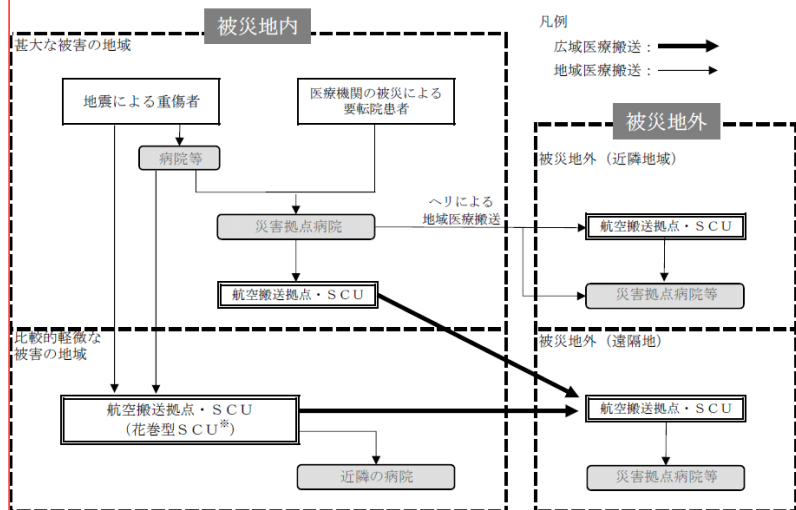 被災地内
甚大な被害の地域
地震による重傷者
医療機関の被災による
要転院患者
病院等
災害拠点病院
ヘリによる
地域医療搬送
航空搬送拠点・ＳＣＵ
比較的軽微な
被害の地域
航空搬送拠点・ＳＣＵ
（花巻型ＳＣＵ※）
近隣の病院
凡例
広域医療搬送：
地域医療搬送：
被災地外
被災地外（近隣地域）
航空搬送拠点・ＳＣＵ
災害拠点病院等
被災地外（遠隔地）
航空搬送拠点・ＳＣＵ
災害拠点病院等